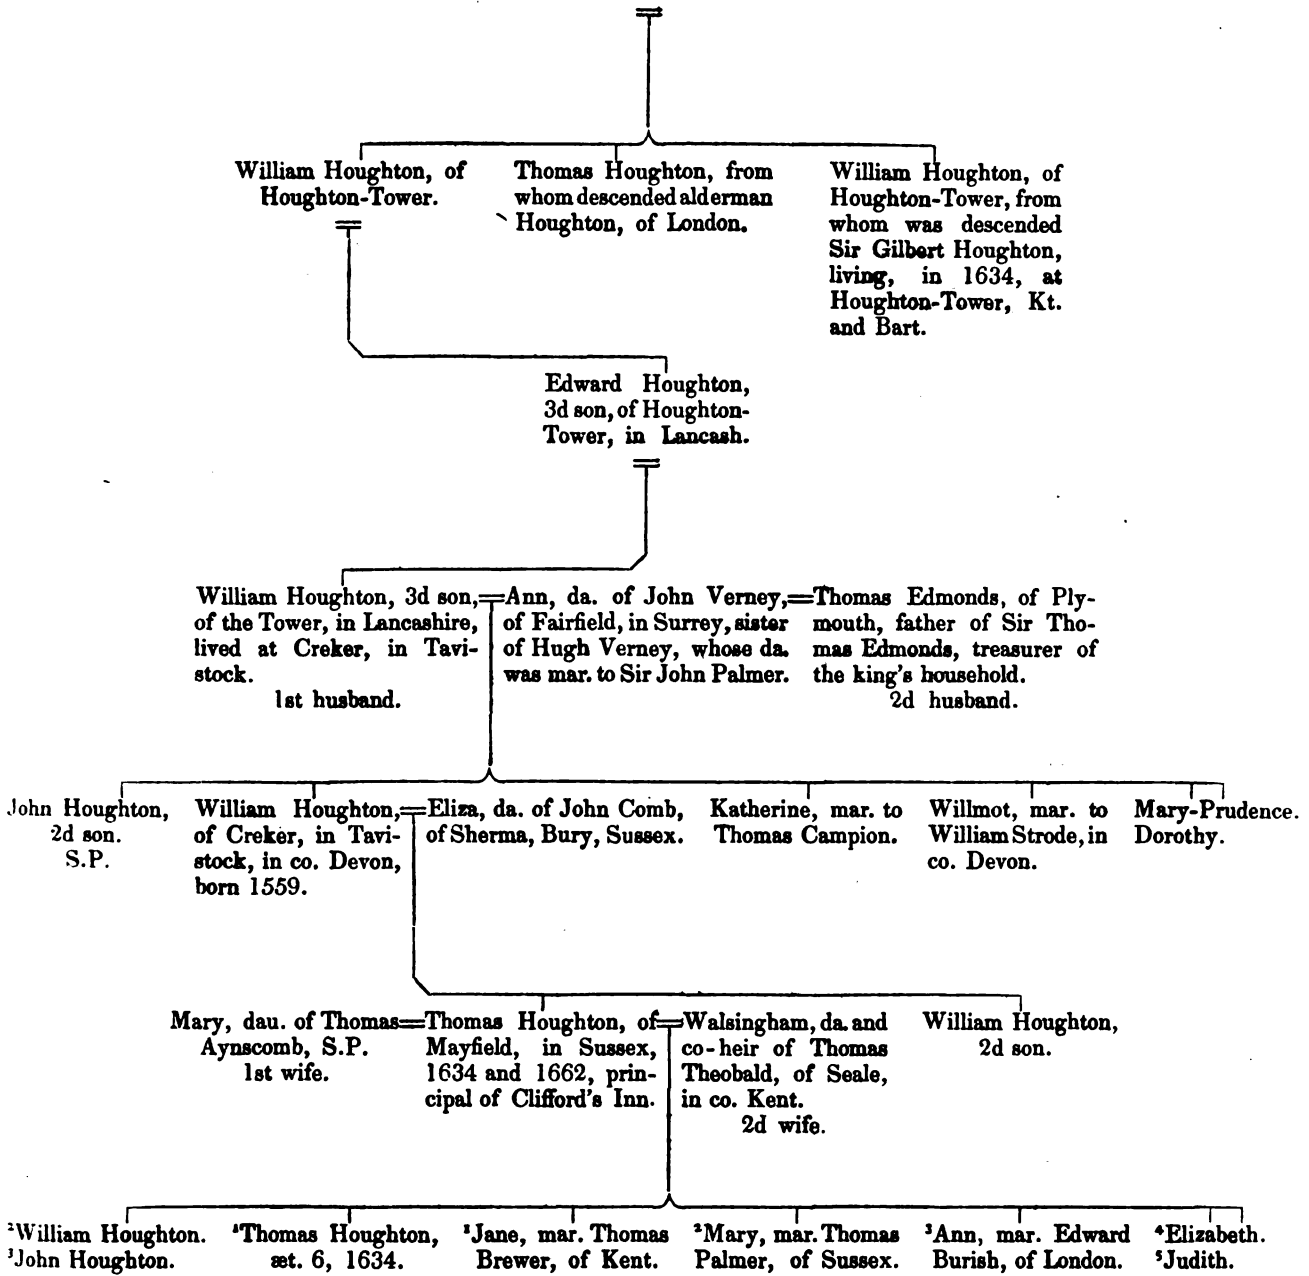 William Houghton, of
Houghton-Tower.
Thomas Houghton, from
whom descended alderman
Houghton, of London.
William Houghton, of
Houghton-Tower, from
whom was descended
Sir Gilbert Houghton,
living, in 1634, at
Houghton-Tower, Kt.
and Bart.
Edward Houghton,
3d son, of Houghton-
Tower, in Lancash.
William Houghton, 3d son,
of the Tower, in Lancashire,
lived at Creker, in Tavi-
stock.
1st husband.
Ann, da. of John Verney,
of Fairfield, in Surrey, sister
of Hugh Verney, whose da.
was mar. to Sir John Palmer.
Thomas Edmonds, of Ply-
mouth, father of Sir Tho-
mas Edmonds, treasurer of
the king's household.
2d husband.
John Houghton,
2d son.
S.P.
William Houghton,
of Creker, in Tavi-
stock, in co. Devon,
born 1559.
Eliza, da. of John Comb,
of Sherma, Bury, Sussex.
Katherine, mar. to
Thomas Campion.
Willmot, mar. to
William Strode, in
co. Devon.
Mary-Prudence.
Dorothy.
Mary, dau. of Thomas
Aynscomb, S.P.
1st wife.
Thomas Houghton, of
Mayfield, in Sussex,
1634 and 1662, prin-
cipal of Clifford's Inn.
Walsingham, da. and
co-heir of Thomas
Theobald, of Seale,
in co. Kent.
2d wife.
William Houghton,
2d son.
²William Houghton.
³John Houghton.
¹Thomas Houghton,
æt. 6, 1634.
¹Jane, mar. Thomas
Brewer, of Kent.
²Mary, mar. Thomas
Palmer, of Sussex.
³Ann, mar. Edward
Burish, of London.
⁴Elizabeth.
⁵Judith.